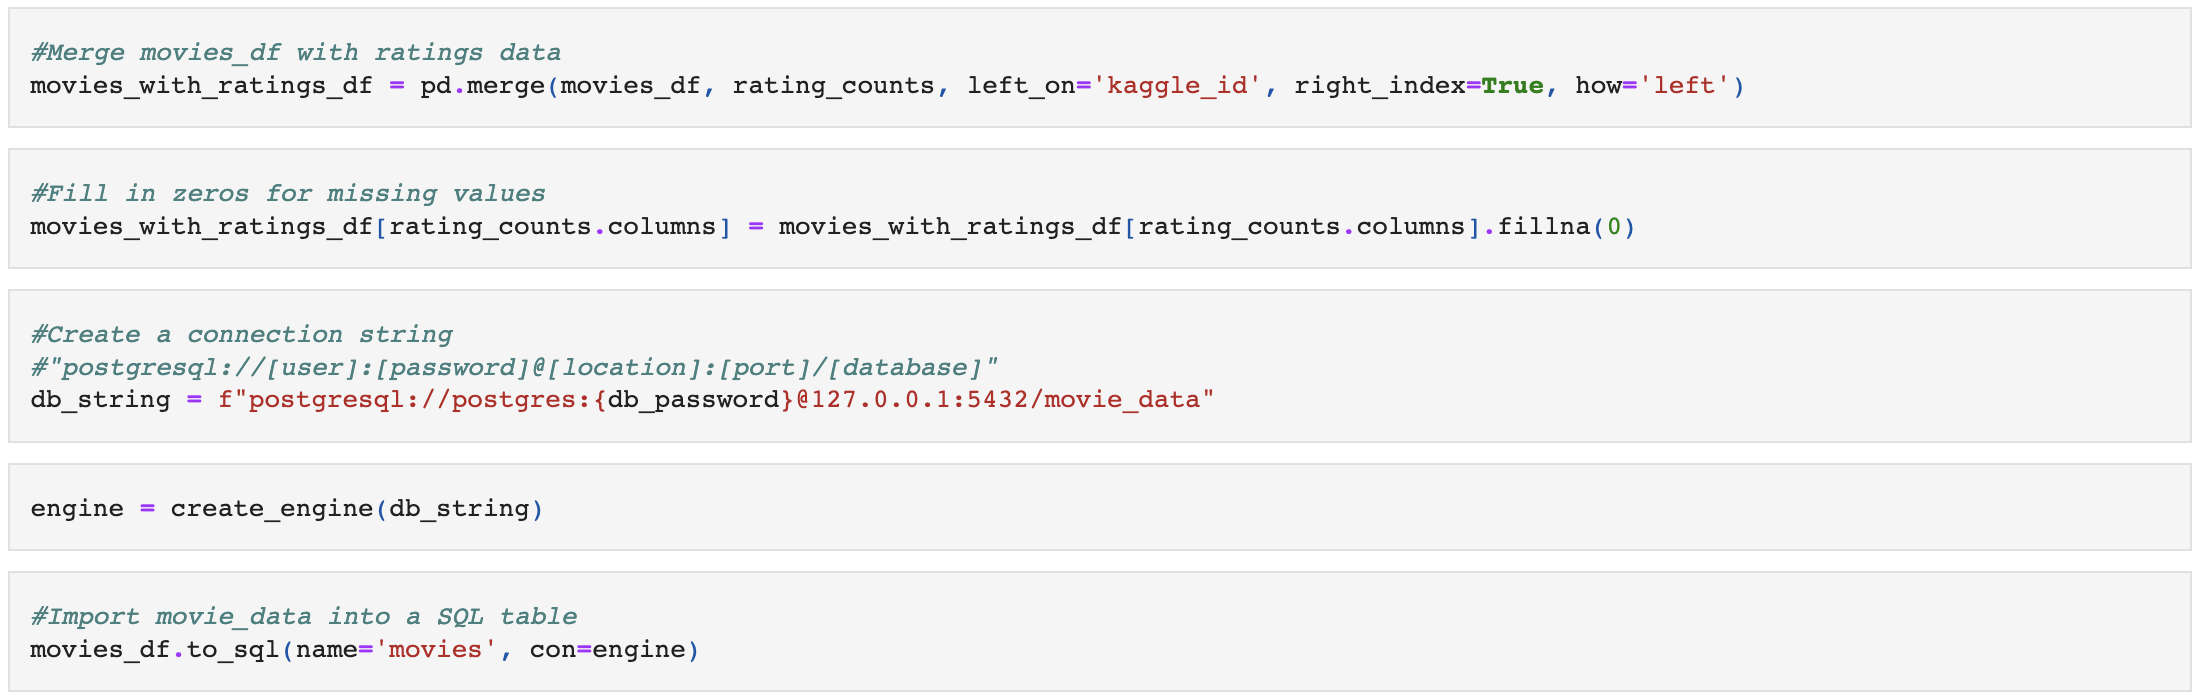 #Merge movies_df with ratings data
movies_with_ratings_df = pd.merge(movies_df, rating_counts, left_on='kaggle_id', right_index=True, how='left')
#Fill in zeros for missing values
movies_with_ratings_df[rating_counts.columns] = movies_with_ratings_df[rating_counts.columns].fillna(0)
#Create a connection string
#"postgresql://[user]:[password]@[location]:[port]/[database]"
db_string = f"postgresql://postgres:{db_password}@127.0.0.1:5432/movie_data"
engine = create_engine(db_string)
#Import movie_data into a SQL table
movies_df.to_sql(name='movies', con=engine)